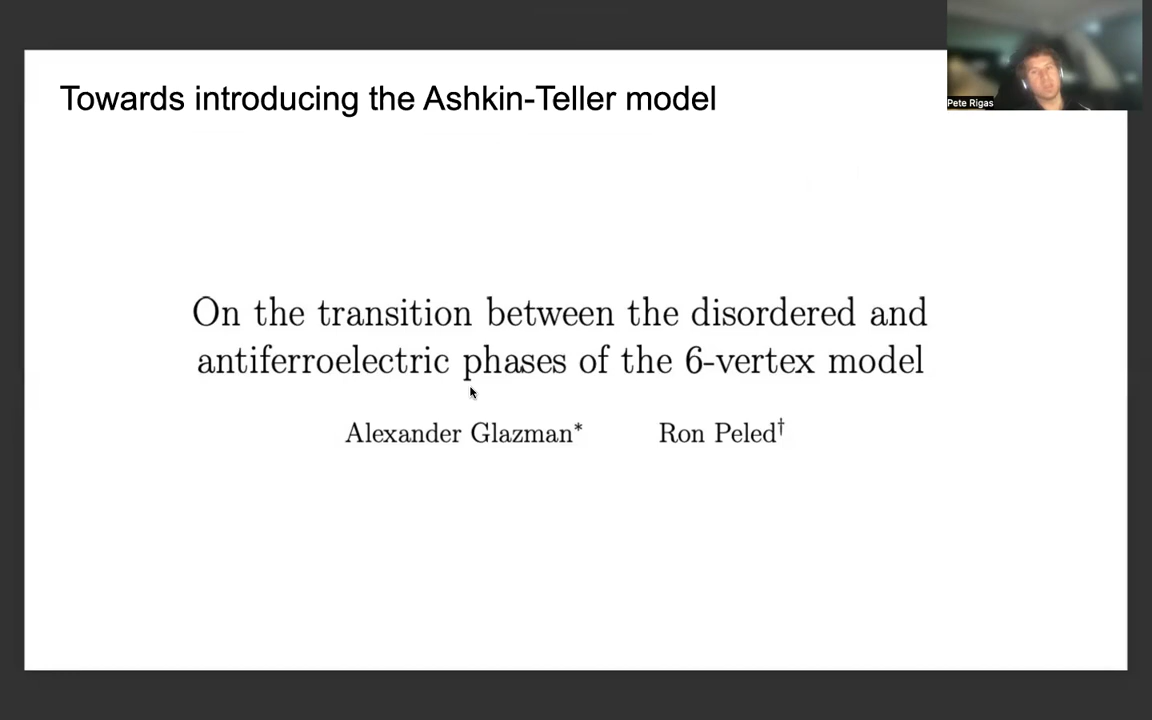 Towards introducing the Ashkin-Teller model
Pete Rigas
On the transition between the disordered and
antiferroelectric phases of the 6-vertex model
Alexander Glazman* Ron Peled†